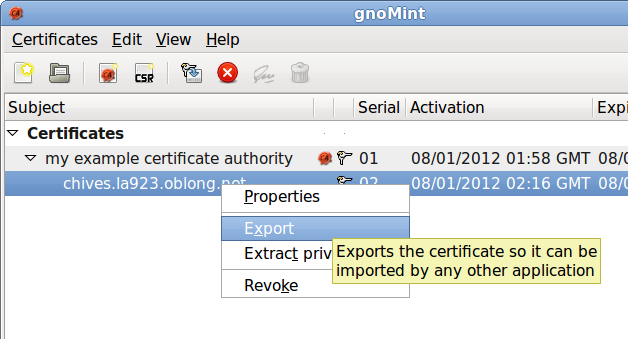 gnoMint
Certificates Edit View Help
CSR
Subject Serial Activation
Certificates
my example certificate authority 01 08/01/2012 01:58 GMT 08/0
chives.la923.oblong.net 02 08/01/2012 02:16 GMT 08/0
Properties
Export
Extract priv
Exports the certificate so it can be
imported by any other application
Revoke